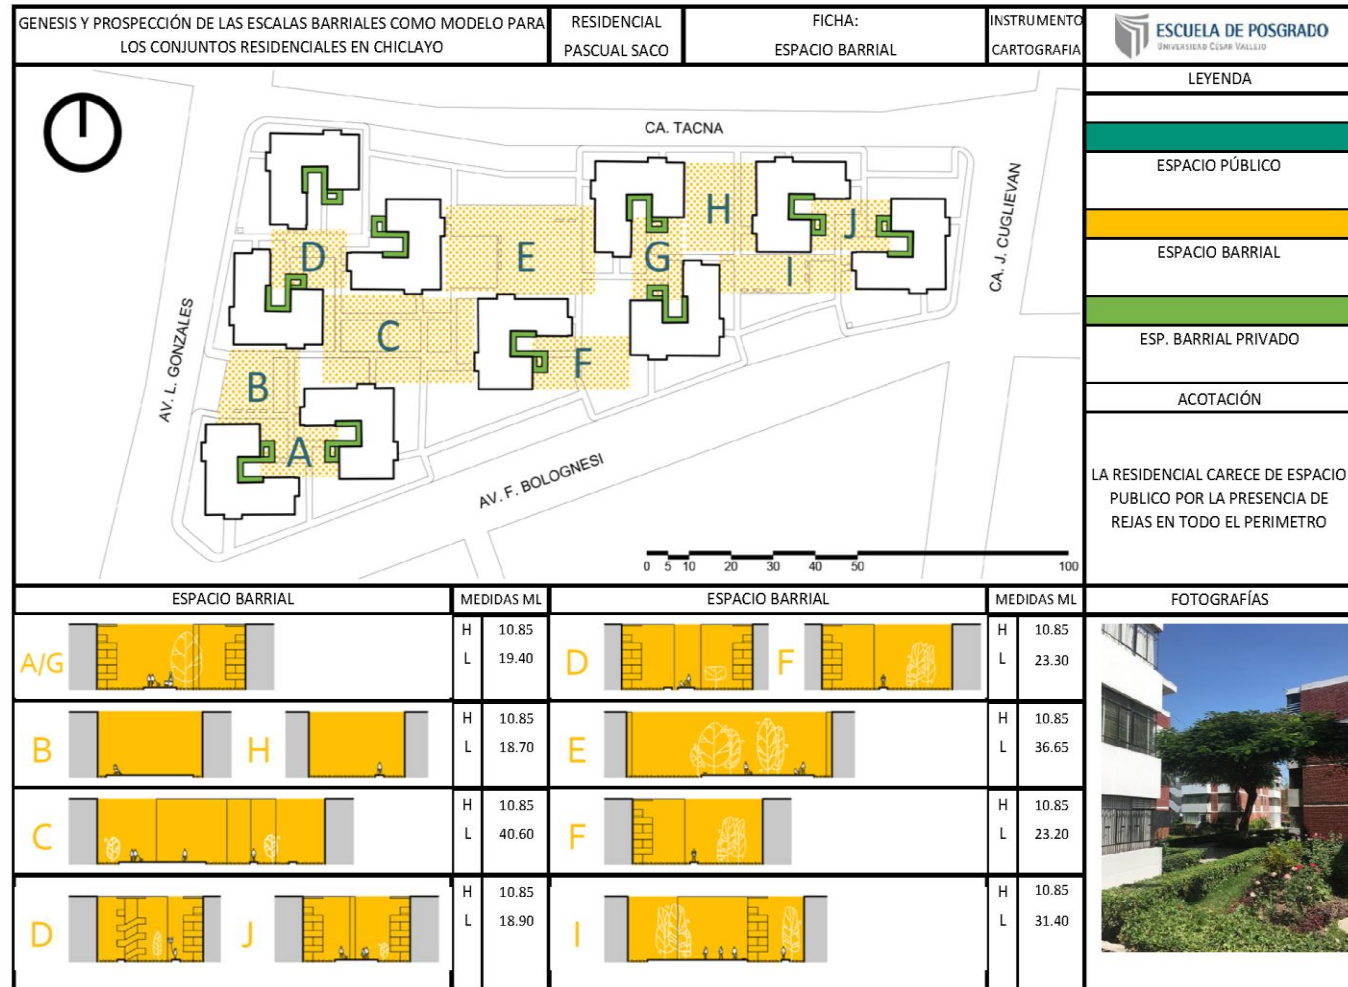 GENESIS Y PROSPECCIÓN DE LAS ESCALAS BARRIALES COMO MODELO PARA
LOS CONJUNTOS RESIDENCIALES EN CHICLAYO
RESIDENCIAL
PASCUAL SACO
FICHA:
ESPACIO BARRIAL
INSTRUMENTO
CARTOGRAFIA
ESCUELA DE POSGRADO
UNIVERSIDAD CÉSAR VALLEJO
CA. TACNA
CA. J. CUGLIEVAN
AV. L. GONZALES
AV. F. BOLOGNESI
H
J
D
E
G
I
C
F
B
A
0 5 10 20 30 40 50 100
LEYENDA
ESPACIO PÚBLICO
ESPACIO BARRIAL
ESP. BARRIAL PRIVADO
ACOTACIÓN
LA RESIDENCIAL CARECE DE ESPACIO
PUBLICO POR LA PRESENCIA DE
REJAS EN TODO EL PERIMETRO
ESPACIO BARRIAL
MEDIDAS ML
ESPACIO BARRIAL
MEDIDAS ML
FOTOGRAFÍAS
A/G
H 10.85
L 19.40
D F
H 10.85
L 23.30
B H
H 10.85
L 18.70
E
H 10.85
L 36.65
C
H 10.85
L 40.60
F
H 10.85
L 23.20
D J
H 10.85
L 18.90
I
H 10.85
L 31.40